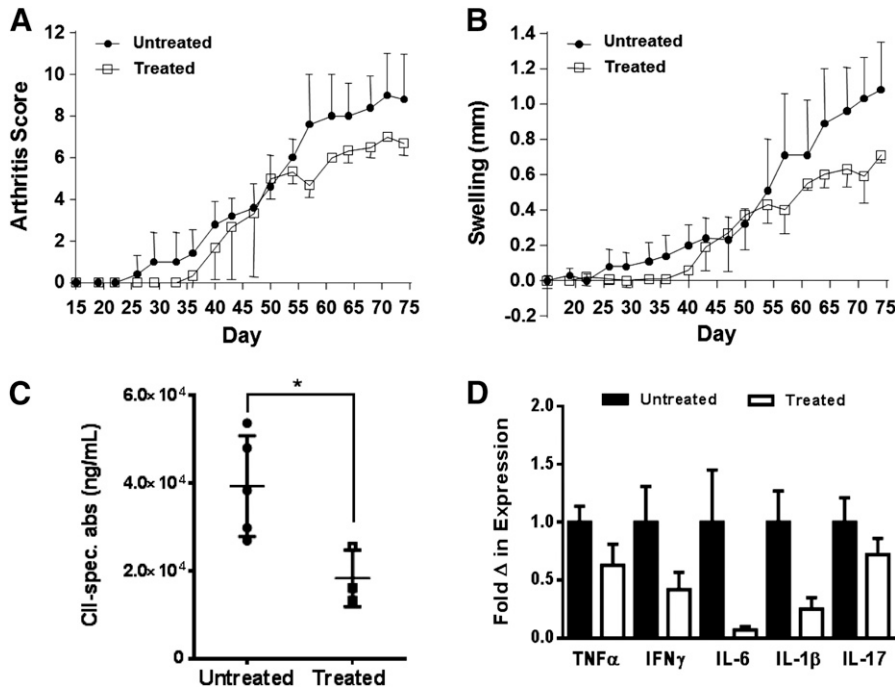 A
12
10
8
6
4
2
0
Arthritis Score
Untreated
Treated
15 20 25 30 35 40 45 50 55 60 65 70 75
Day
B
1.4
1.2
1.0
0.8
0.6
0.4
0.2
0.0
-0.2
Swelling (mm)
Untreated
Treated
20 25 30 35 40 45 50 55 60 65 70 75
Day
C
6.0×10⁴
4.0×10⁴
2.0×10⁴
0
CII-spec. abs (ng/mL)
*
Untreated Treated
D
2.0
1.5
1.0
0.5
0.0
Fold Δ in Expression
Untreated Treated
TNFα IFNγ IL-6 IL-1β IL-17